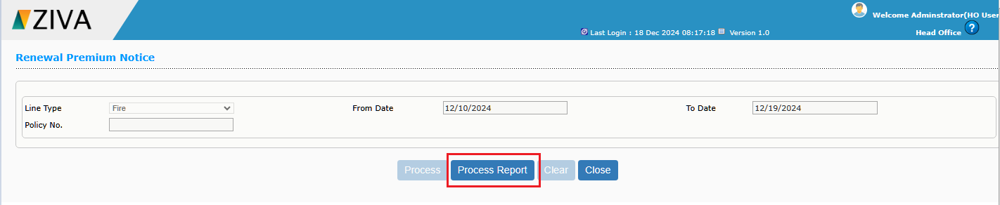 ZIVA
Welcome Adminstrator(HO User
Last Login : 18 Dec 2024 08:17:18 Version 1.0
Head Office ?
Renewal Premium Notice
Line Type Fire From Date 12/10/2024 To Date 12/19/2024
Policy No.
Process Process Report Clear Close